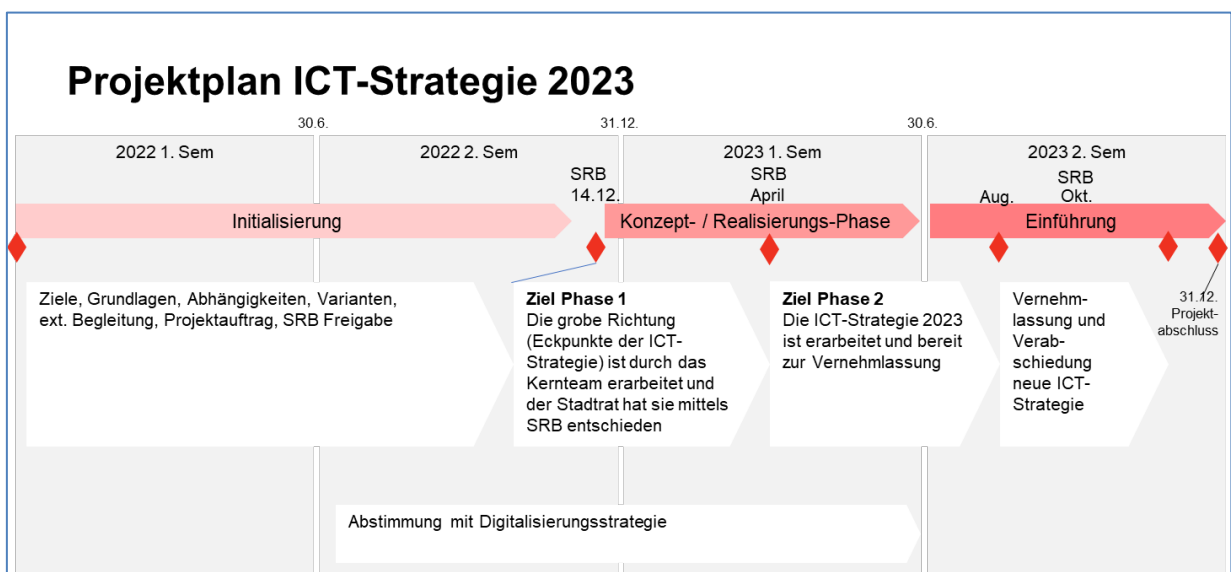 Projektplan ICT-Strategie 2023
30.6.
31.12.
30.6.
2022 1. Sem
2022 2. Sem
2023 1. Sem
2023 2. Sem
SRB
14.12.
SRB
April
Aug.
SRB
Okt.
Initialisierung
Konzept- / Realisierungs-Phase
Einführung
Ziele, Grundlagen, Abhängigkeiten, Varianten,
ext. Begleitung, Projektauftrag, SRB Freigabe
Ziel Phase 1
Die grobe Richtung
(Eckpunkte der ICT-
Strategie) ist durch das
Kernteam erarbeitet und
der Stadtrat hat sie mittels
SRB entschieden
Ziel Phase 2
Die ICT-Strategie 2023
ist erarbeitet und bereit
zur Vernehmlassung
Vernehm-
lassung und
Verab-
schiedung
neue ICT-
Strategie
31.12.
Projekt-
abschluss
Abstimmung mit Digitalisierungsstrategie